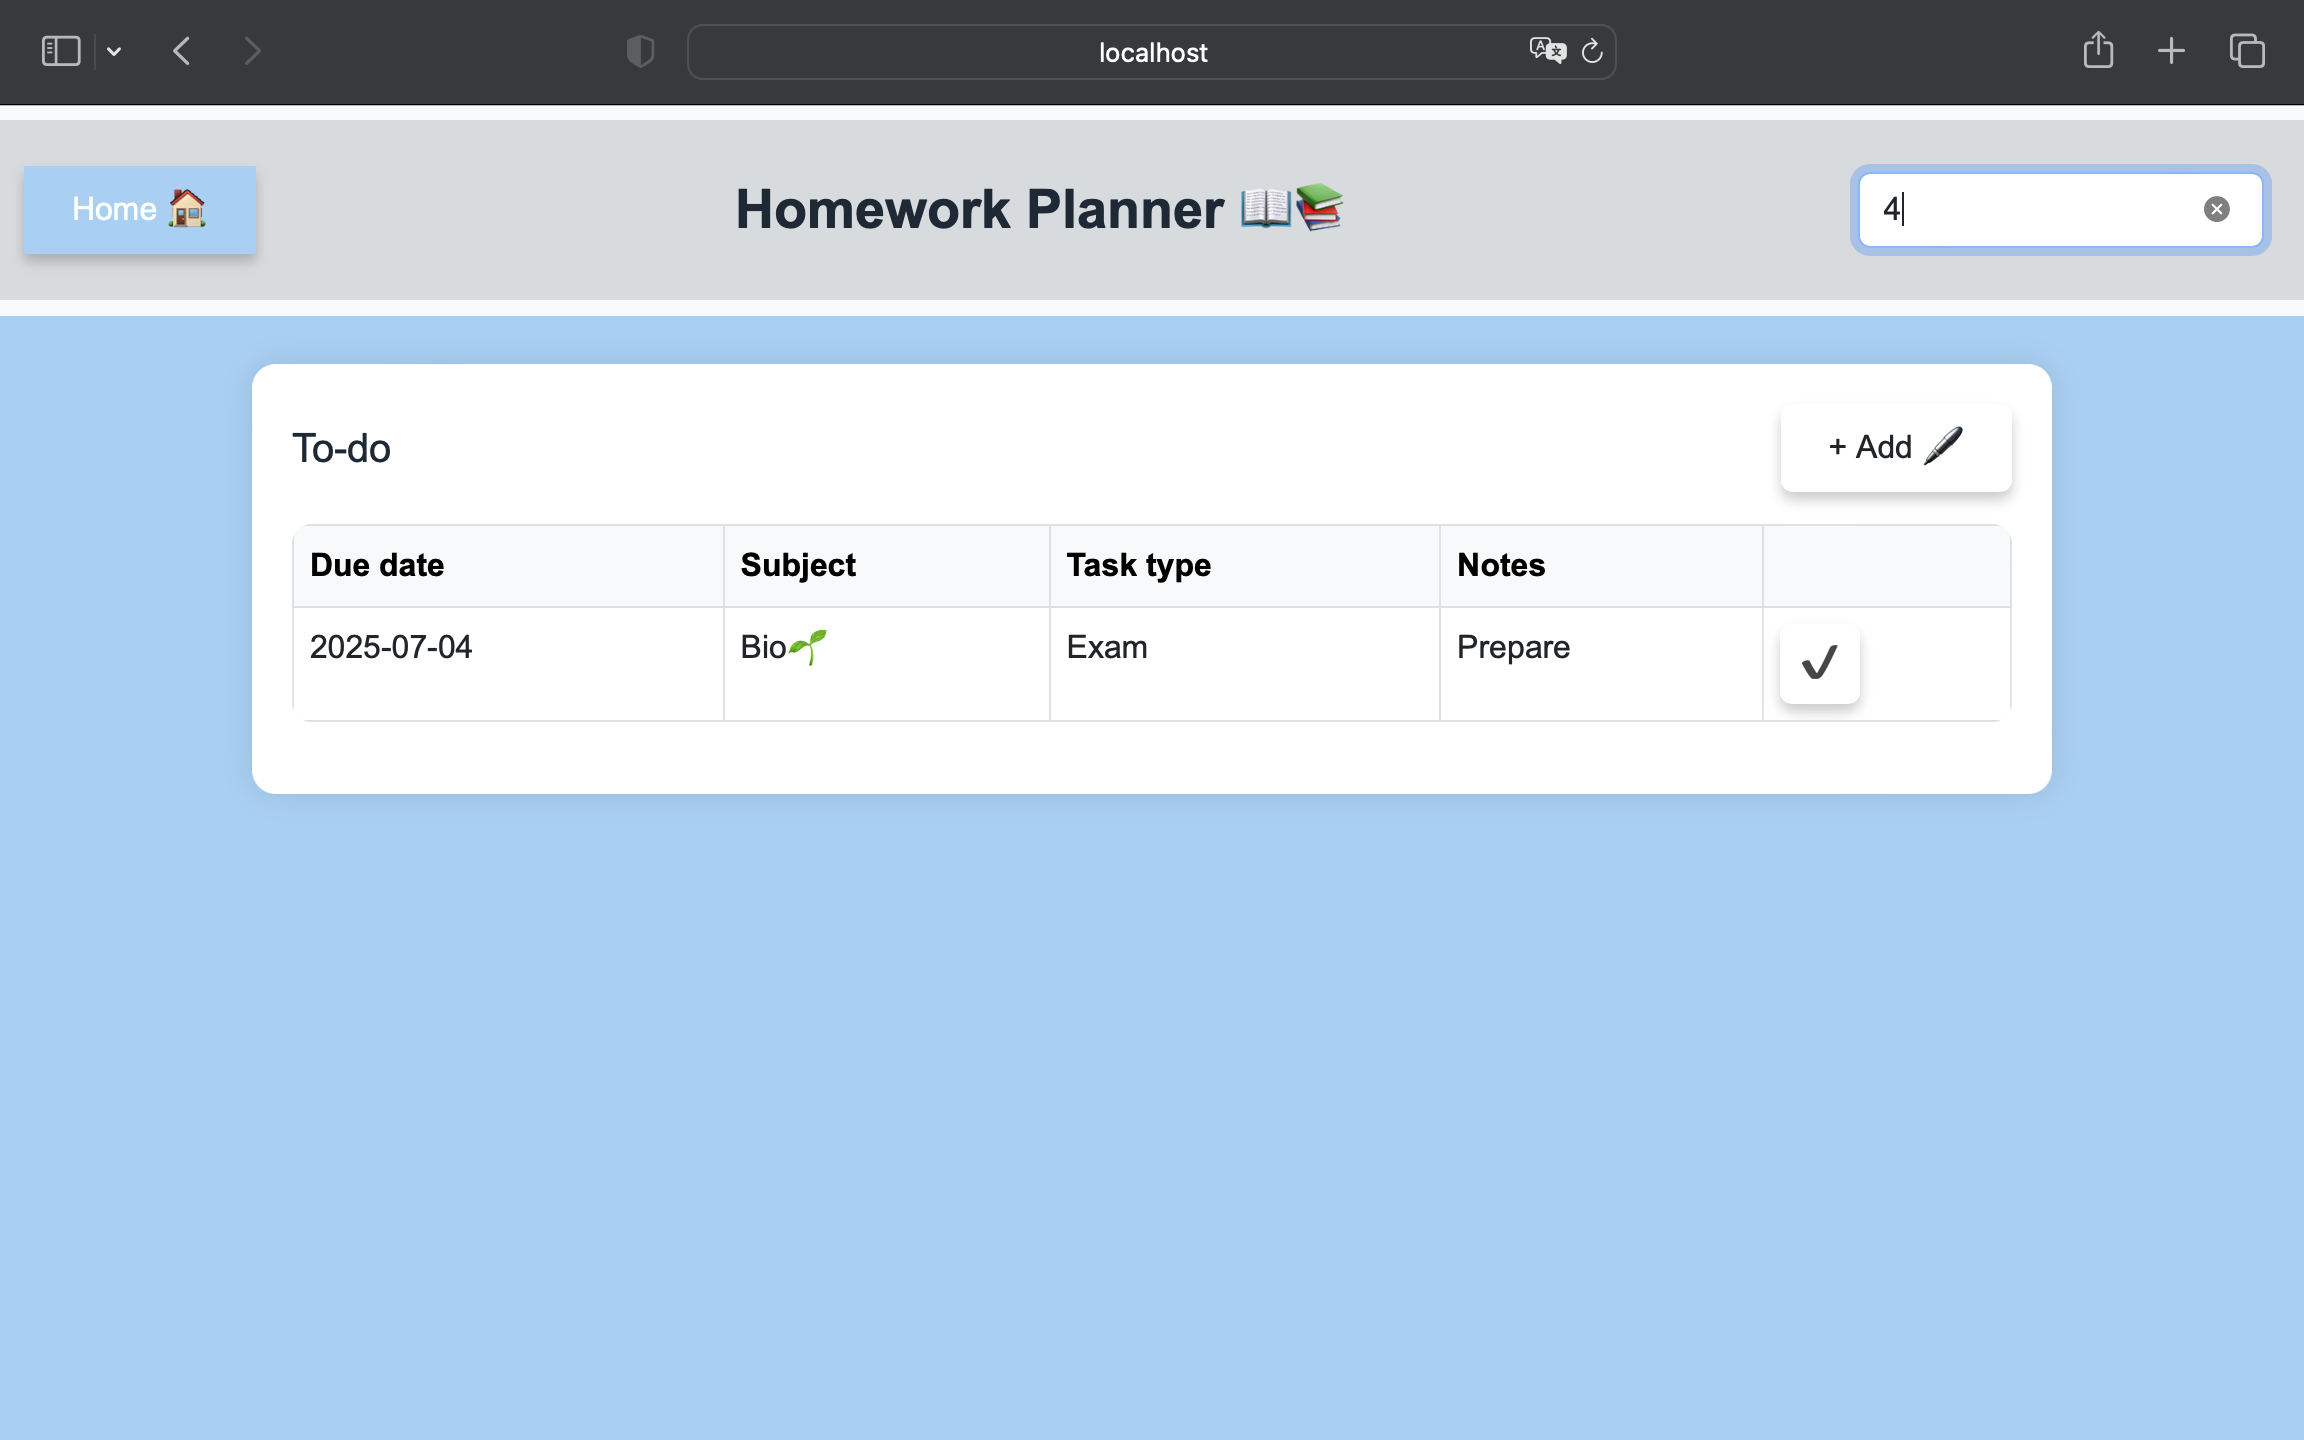 localhost
Home 🏠
Homework Planner 📖📚
4
To-do
+ Add 🖊️
Due date Subject Task type Notes
2025-07-04 Bio🌱 Exam Prepare ✔